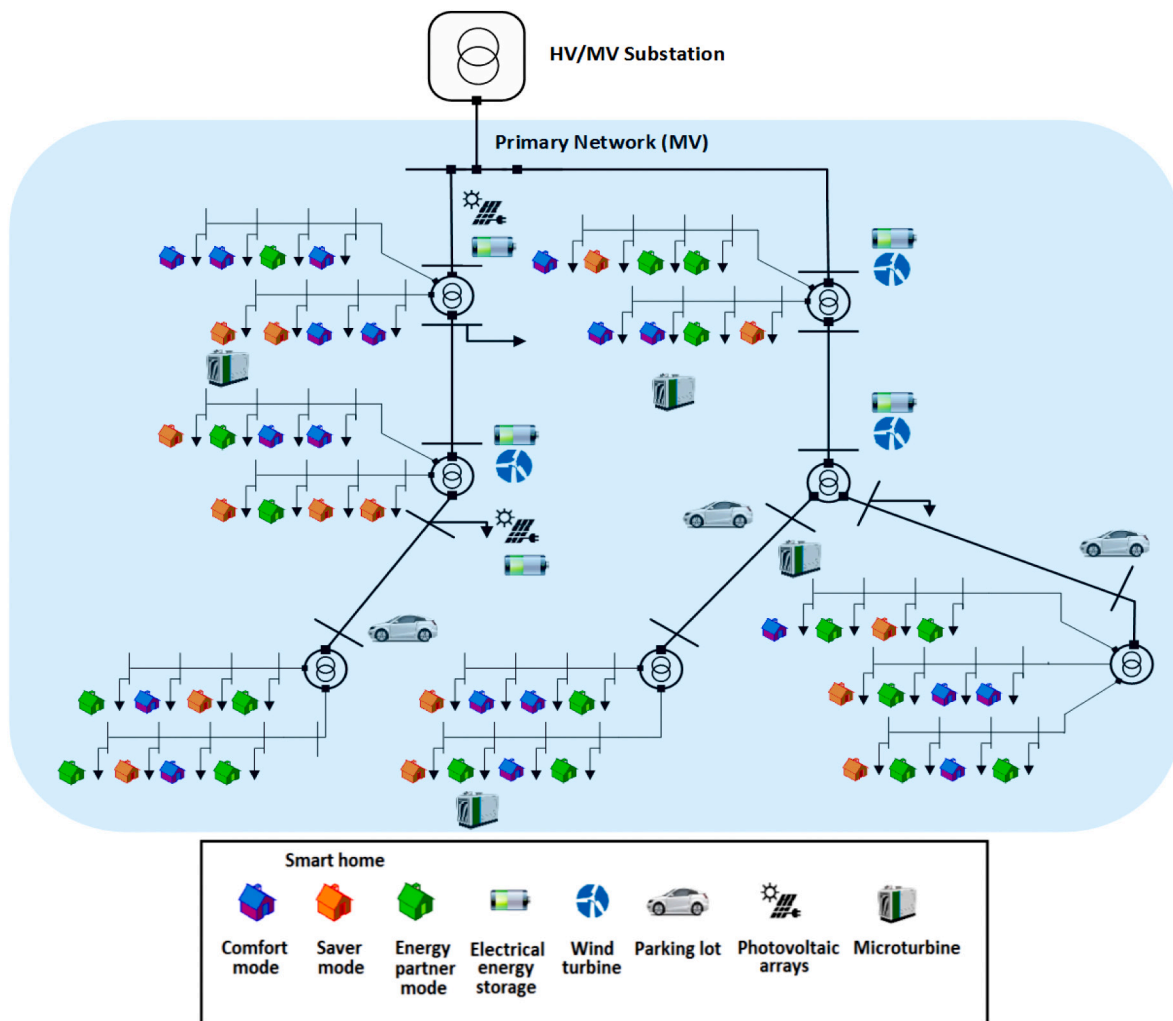 HV/MV Substation
Primary Network (MV)
Smart home
Comfort
mode
Saver
mode
Energy
partner
mode
Electrical
energy
storage
Wind
turbine
Parking lot
Photovoltaic
arrays
Microturbine